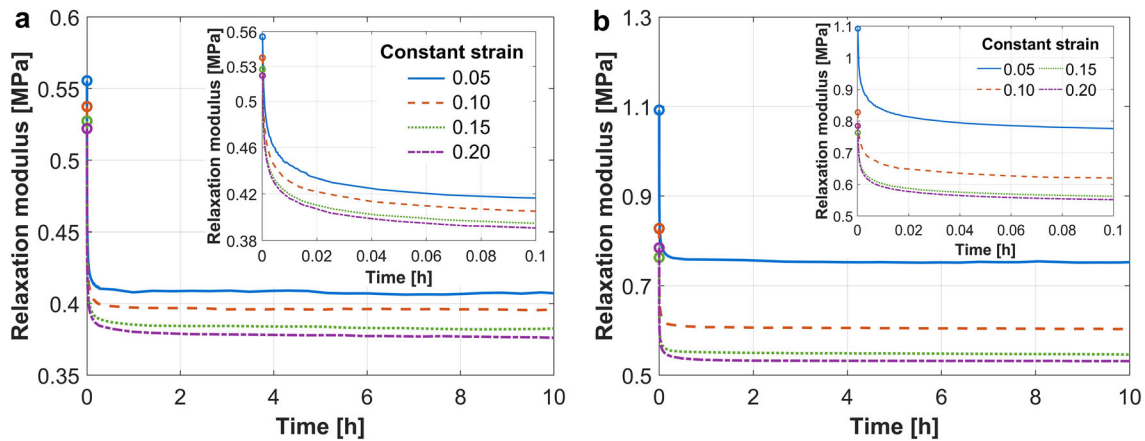 a
Relaxation modulus [MPa]
0.6
0.55
0.5
0.45
0.4
0.35
0 2 4 6 8 10
Time [h]
Relaxation modulus [MPa]
0.56
0.53
0.5
0.46
0.42
0.38
0 0.02 0.04 0.06 0.08 0.1
Time [h]
Constant strain
0.05
0.10
0.15
0.20
b
Relaxation modulus [MPa]
1.3
1.1
0.9
0.7
0.5
0 2 4 6 8 10
Time [h]
Relaxation modulus [MPa]
1.1
1
0.9
0.8
0.7
0.6
0.5
0 0.02 0.04 0.06 0.08 0.1
Time [h]
Constant strain
0.05 0.15
0.10 0.20